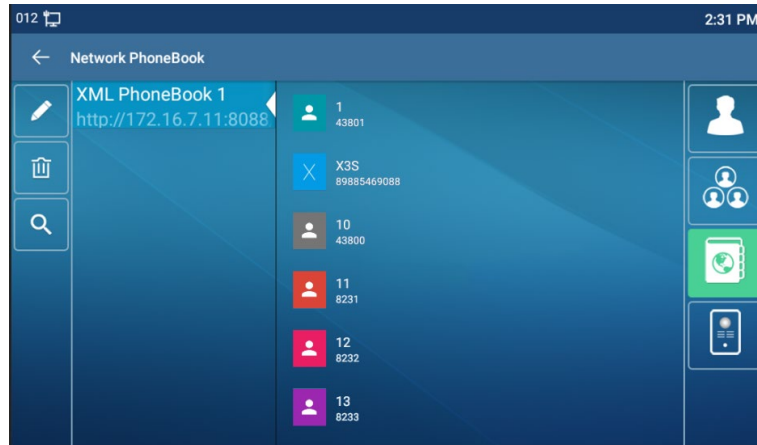 012
2:31 PM
Network PhoneBook
XML PhoneBook 1
http://172.16.7.11:8088
1
43801
X
X3S
89885469088
10
43800
11
8231
12
8232
13
8233